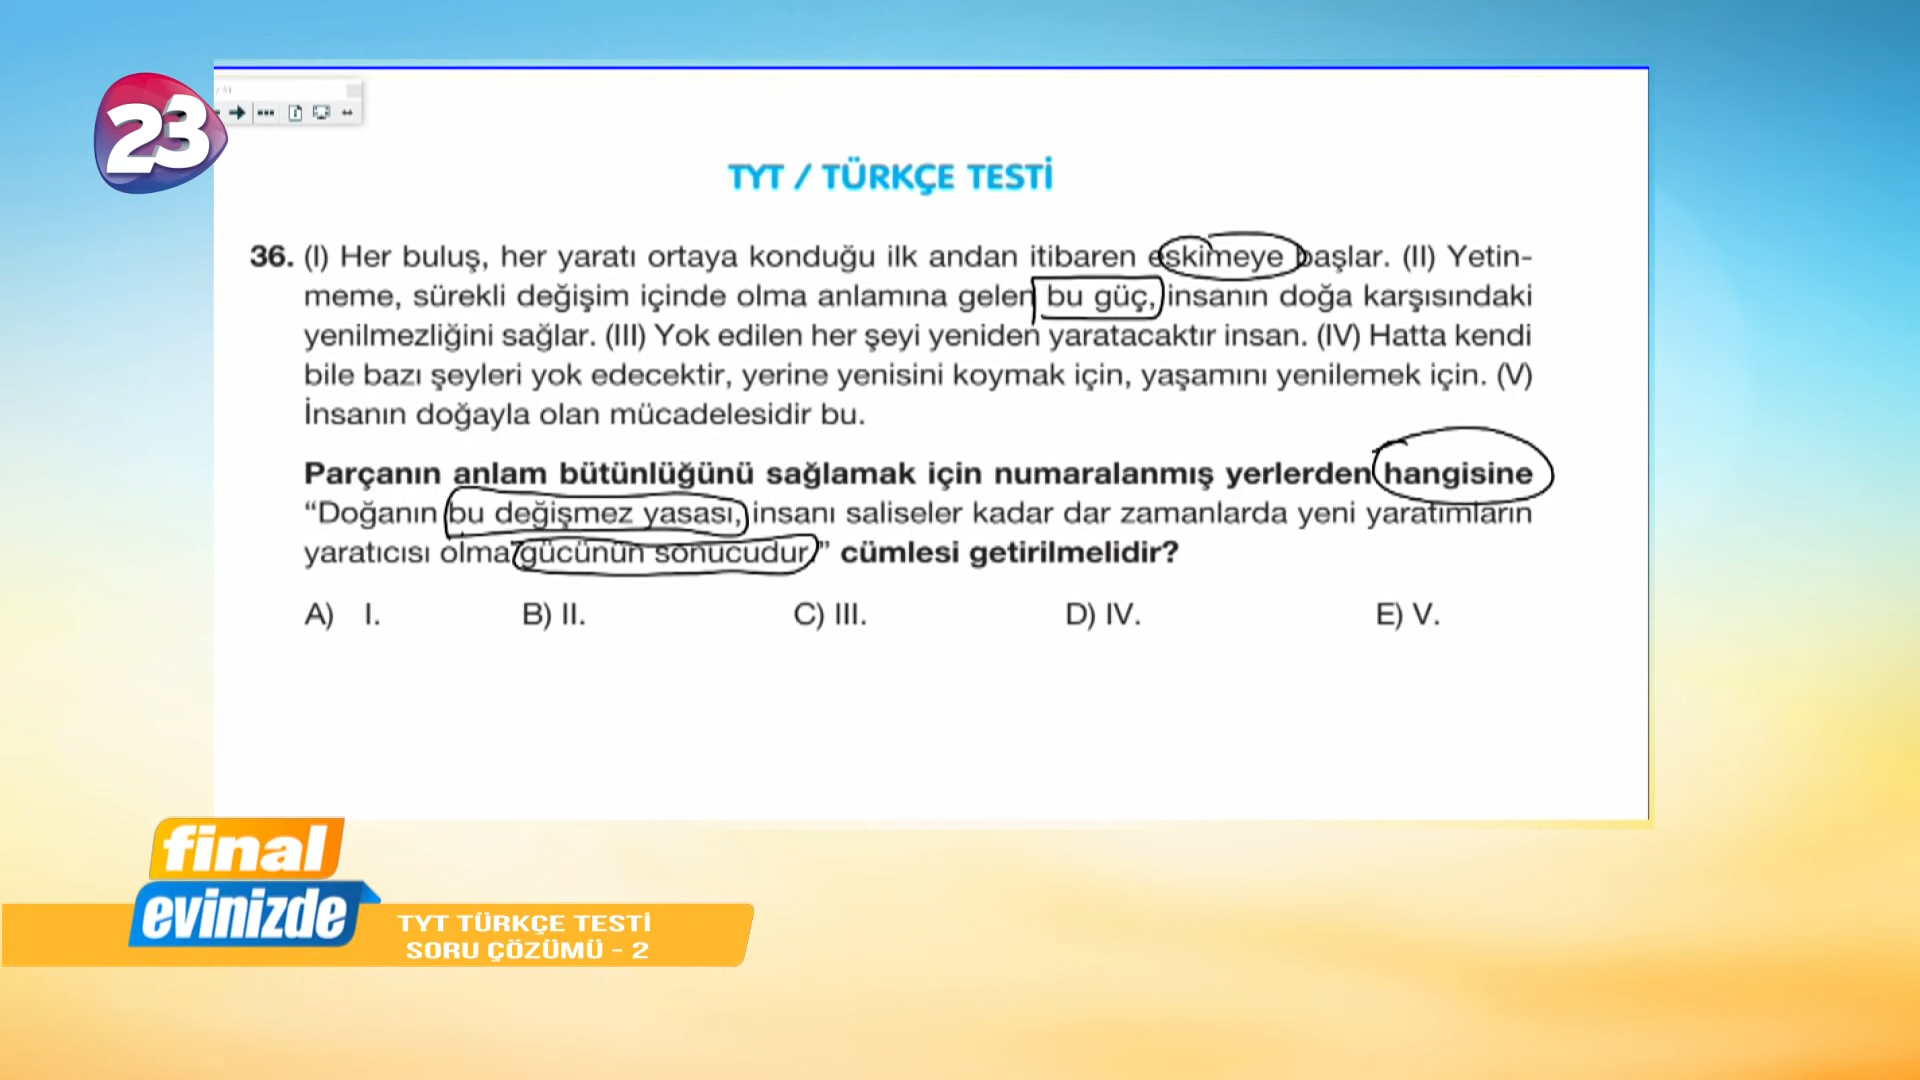 / 51
23
TYT / TÜRKÇE TESTİ
36. (I) Her buluş, her yaratı ortaya konduğu ilk andan itibaren eskimeye başlar. (II) Yetin-
meme, sürekli değişim içinde olma anlamına gelen bu güç, insanın doğa karşısındaki
yenilmezliğini sağlar. (III) Yok edilen her şeyi yeniden yaratacaktır insan. (IV) Hatta kendi
bile bazı şeyleri yok edecektir, yerine yenisini koymak için, yaşamını yenilemek için. (V)
İnsanın doğayla olan mücadelesidir bu.
Parçanın anlam bütünlüğünü sağlamak için numaralanmış yerlerden hangisine
“Doğanın bu değişmez yasası, insanı saliseler kadar dar zamanlarda yeni yaratımların
yaratıcısı olma gücünün sonucudur.” cümlesi getirilmelidir?
A) I. B) II. C) III. D) IV. E) V.
final
evinizde
TYT TÜRKÇE TESTİ
SORU ÇÖZÜMÜ - 2